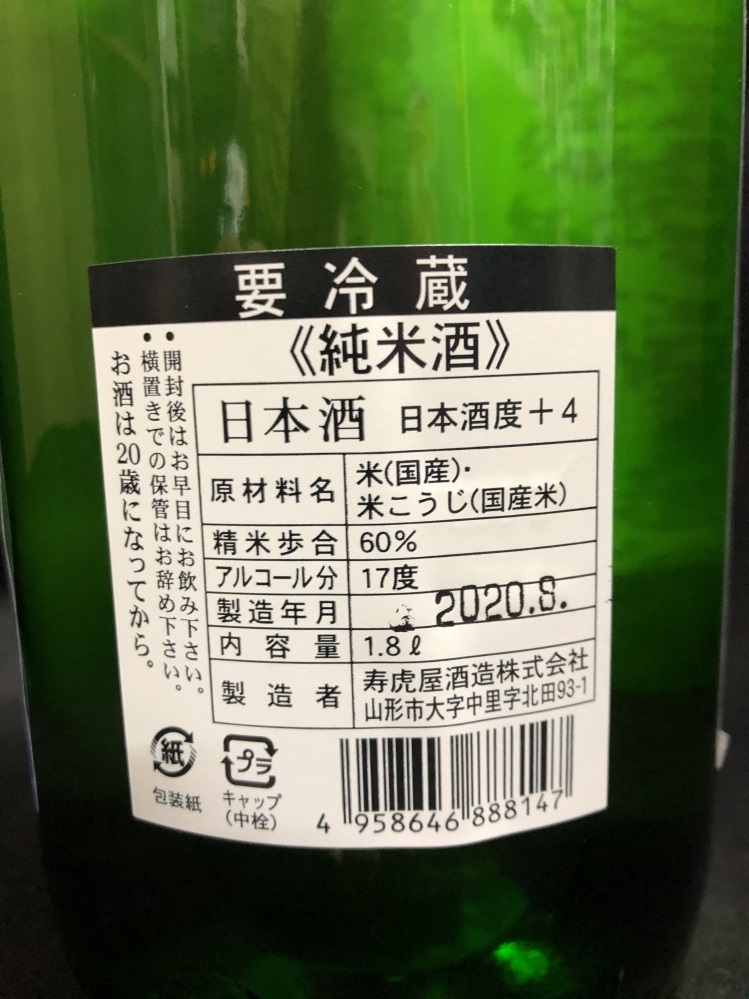 要冷蔵
《純米酒》
日本酒 日本酒度+4
原材料名 米(国産)・
米こうじ(国産米)
精米歩合 60%
アルコール分 17度
製造年月 2020.8.
内容量 1.8ℓ
製造者 寿虎屋酒造株式会社
山形市大字中里字北田93-1
•開封後はお早目にお飲み下さい。
•横置きでの保管はお辞め下さい。
お酒は20歳になってから。
紙
包装紙
プラ
キャップ
(中栓)
4 958646 888147